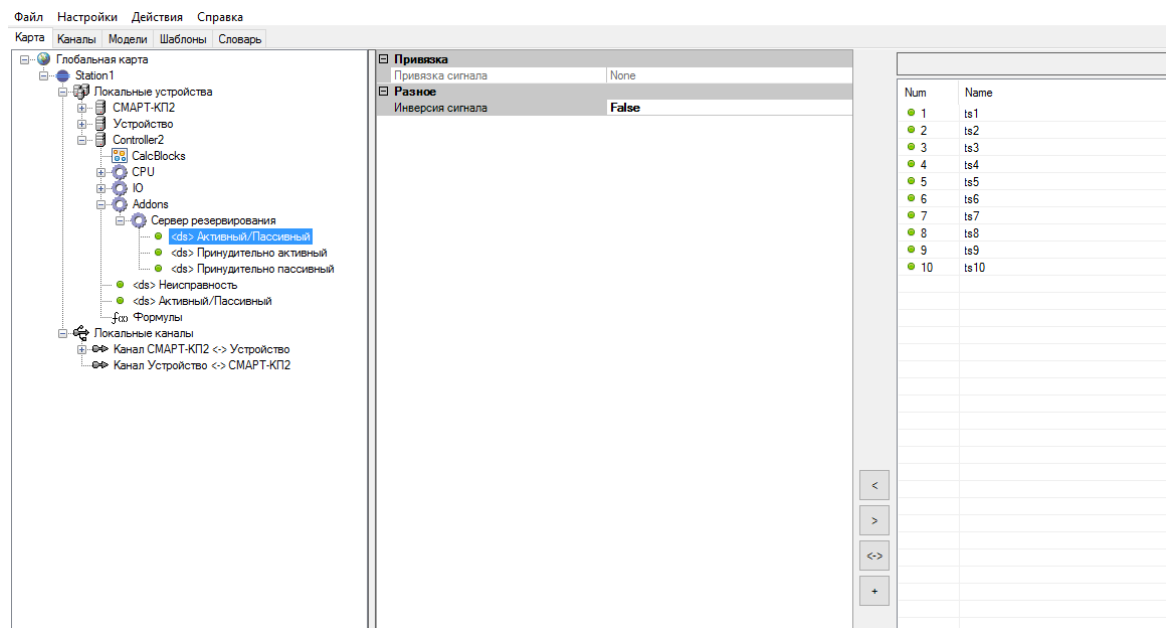 Файл Настройки Действия Справка
Карта Каналы Модели Шаблоны Словарь
Глобальная карта
Station1
Локальные устройства
СМАРТ-КП2
Устройство
Controller2
CalcBlocks
CPU
IO
Addons
Сервер резервирования
<ds> Активный/Пассивный
<ds> Принудительно активный
<ds> Принудительно пассивный
<ds> Неисправность
<ds> Активный/Пассивный
f(x) Формулы
Локальные каналы
Канал СМАРТ-КП2 <-> Устройство
Канал Устройство <-> СМАРТ-КП2
Привязка
Привязка сигнала None
Разное
Инверсия сигнала False
<
>
<->
+
Num Name
1 ts1
2 ts2
3 ts3
4 ts4
5 ts5
6 ts6
7 ts7
8 ts8
9 ts9
10 ts10